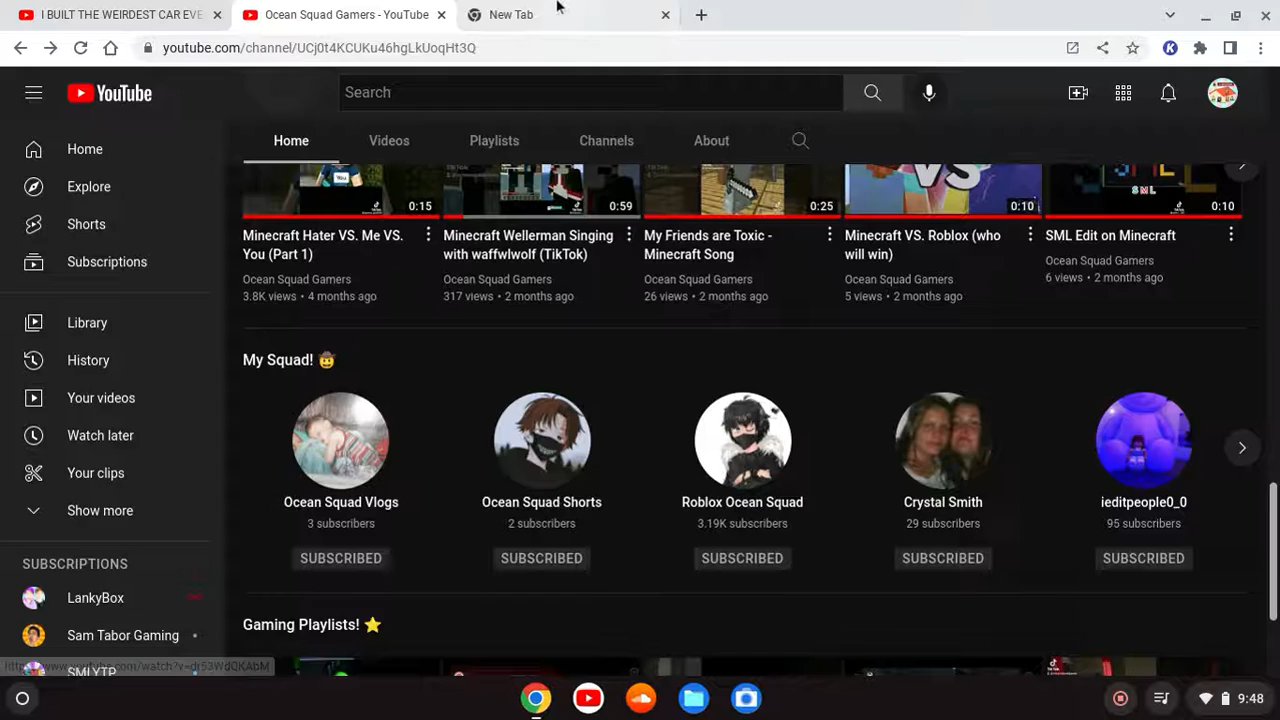 I BUILT THE WEIRDEST CAR EVE
Ocean Squad Gamers - YouTube
New Tab
youtube.com/channel/UCj0t4KCUKu46hgLkUoqHt3Q
YouTube
Search
Home
Videos
Playlists
Channels
About
Home
Explore
Shorts
Subscriptions
Library
History
Your videos
Watch later
Your clips
Show more
SUBSCRIPTIONS
LankyBox
Sam Tabor Gaming
SMLYTP
You
VS
SML
0:15
0:59
0:25
0:10
0:10
Minecraft Hater VS. Me VS. You (Part 1)
Ocean Squad Gamers
3.8K views • 4 months ago
Minecraft Wellerman Singing with waffwlwolf (TikTok)
Ocean Squad Gamers
317 views • 2 months ago
My Friends are Toxic - Minecraft Song
Ocean Squad Gamers
26 views • 2 months ago
Minecraft VS. Roblox (who will win)
Ocean Squad Gamers
5 views • 2 months ago
SML Edit on Minecraft
Ocean Squad Gamers
6 views • 2 months ago
My Squad! 🤠
Ocean Squad Vlogs
3 subscribers
SUBSCRIBED
Ocean Squad Shorts
2 subscribers
SUBSCRIBED
Roblox Ocean Squad
3.19K subscribers
SUBSCRIBED
Crystal Smith
29 subscribers
SUBSCRIBED
ieditpeople0_0
95 subscribers
SUBSCRIBED
Gaming Playlists! ⭐
9:48